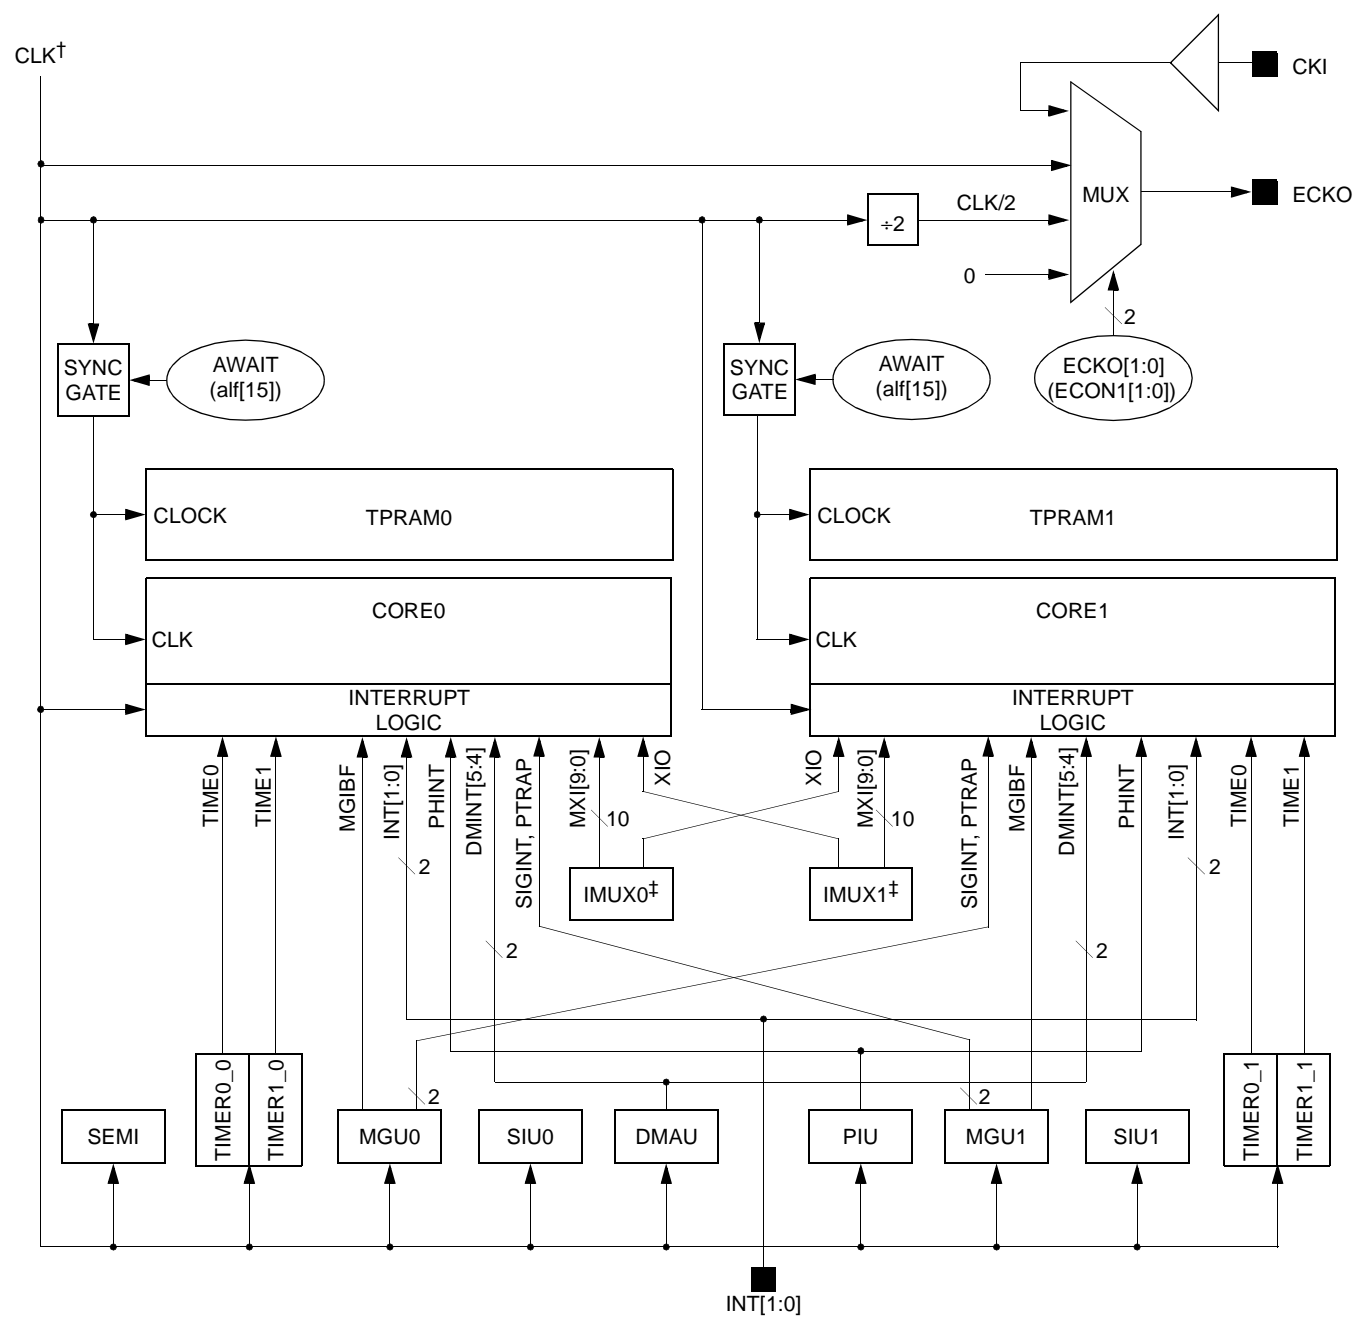 CLK†
CKI
MUX
ECKO
÷2
CLK/2
0
2
SYNC
GATE
AWAIT
(alf[15])
SYNC
GATE
AWAIT
(alf[15])
ECKO[1:0]
(ECON1[1:0])
CLOCK
TPRAM0
CLOCK
TPRAM1
CORE0
CLK
CORE1
CLK
INTERRUPT
LOGIC
INTERRUPT
LOGIC
TIME0
TIME1
MGIBF
INT[1:0]
PHINT
DMINT[5:4]
SIGINT, PTRAP
MXI[9:0]
XIO
XIO
MXI[9:0]
SIGINT, PTRAP
MGIBF
DMINT[5:4]
PHINT
INT[1:0]
TIME0
TIME1
10
10
2
2
IMUX0‡
IMUX1‡
2
2
TIMER0_0
TIMER1_0
TIMER0_1
TIMER1_1
2
2
SEMI
MGU0
SIU0
DMAU
PIU
MGU1
SIU1
INT[1:0]